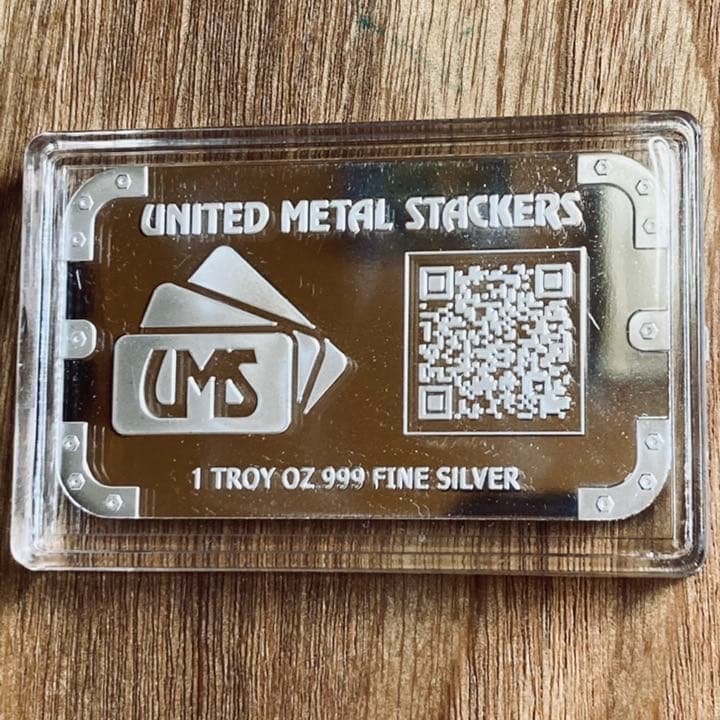 UNITED METAL STACKERS
UMS
1 TROY OZ 999 FINE SILVER